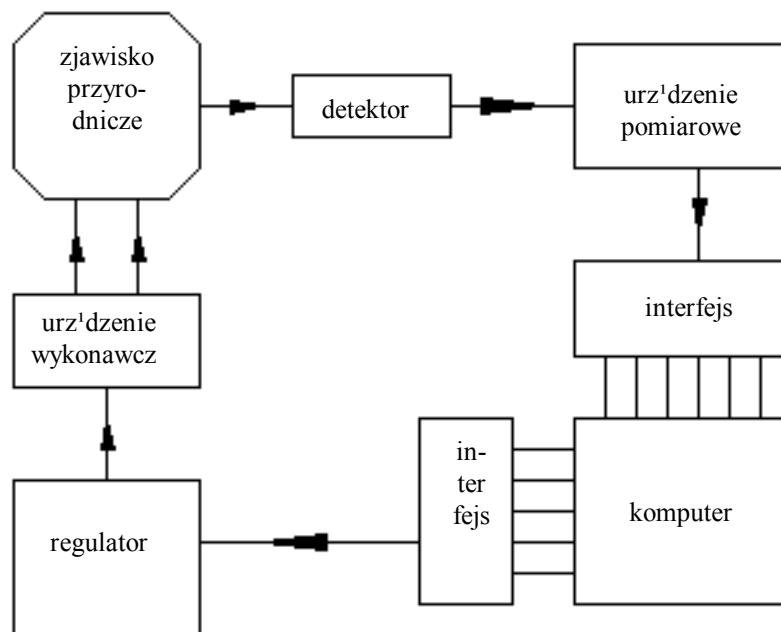 zjawisko
przyro-
dnicze
detektor
urz¹dzenie
pomiarowe
interfejs
urz¹dzenie
wykonawcz
in-
ter
fejs
komputer
regulator